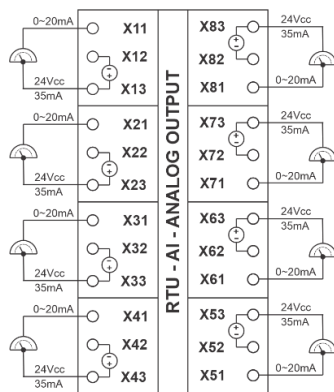 0~20mA X11 X83 24Vcc
35mA
X12 X82
24Vcc X13 X81 0~20mA
35mA
0~20mA X21 X73 24Vcc
35mA
X22 X72
24Vcc X23 X71 0~20mA
35mA
RTU - AI - ANALOG OUTPUT
0~20mA X31 X63 24Vcc
35mA
X32 X62
24Vcc X33 X61 0~20mA
35mA
0~20mA X41 X53 24Vcc
35mA
X42 X52
24Vcc X43 X51 0~20mA
35mA